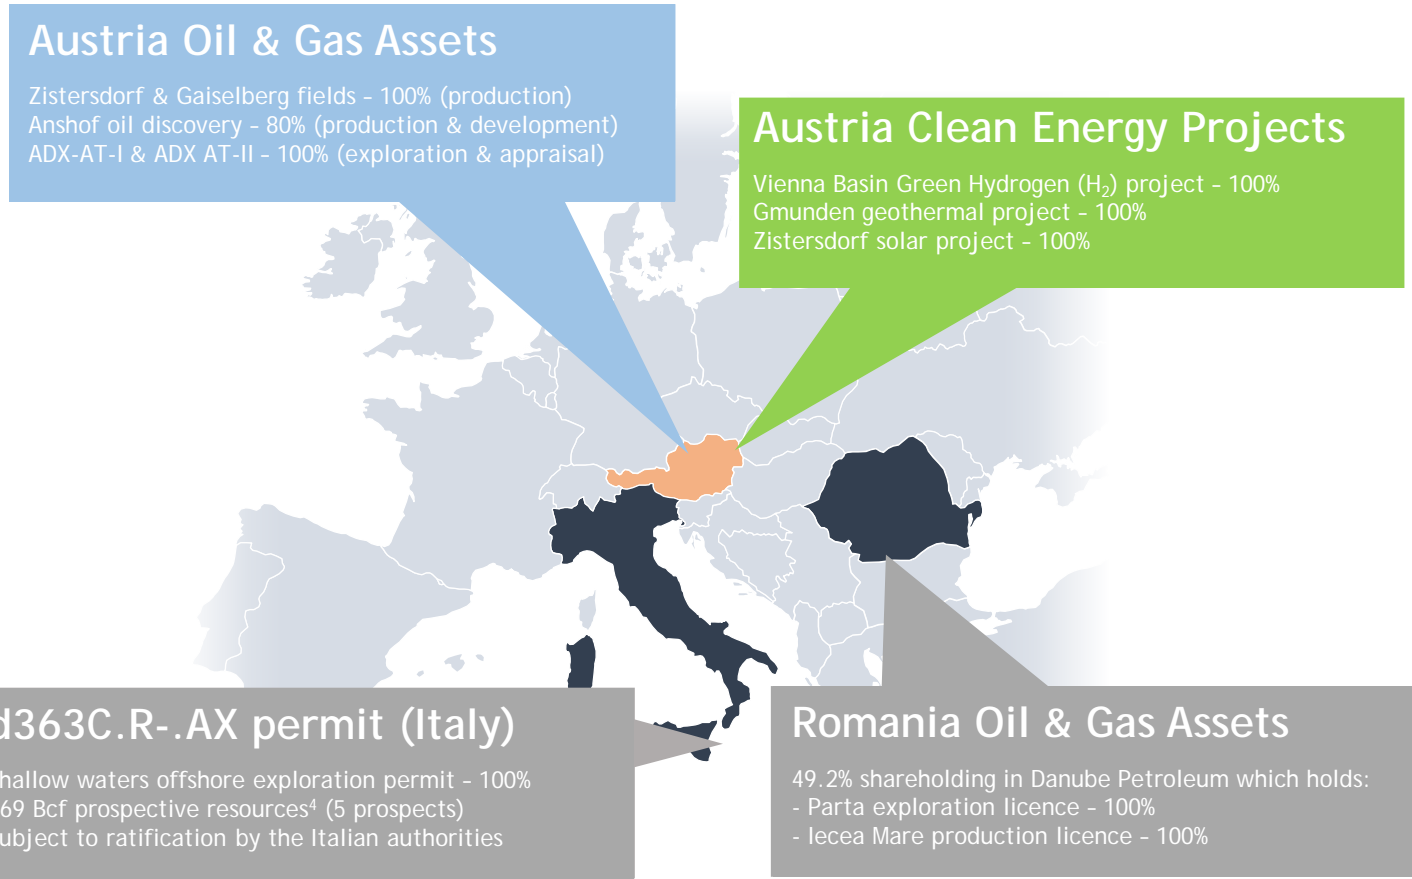 Austria Oil & Gas Assets
Zistersdorf & Gaiselberg fields – 100% (production)
Anshof oil discovery – 80% (production & development)
ADX-AT-I & ADX AT-II – 100% (exploration & appraisal)
Austria Clean Energy Projects
Vienna Basin Green Hydrogen (H₂) project – 100%
Gmunden geothermal project – 100%
Zistersdorf solar project – 100%
d363C.R-.AX permit (Italy)
hallow waters offshore exploration permit – 100%
69 Bcf prospective resources⁴ (5 prospects)
ubject to ratification by the Italian authorities
Romania Oil & Gas Assets
49.2% shareholding in Danube Petroleum which holds:
- Parta exploration licence – 100%
- Iecea Mare production licence – 100%